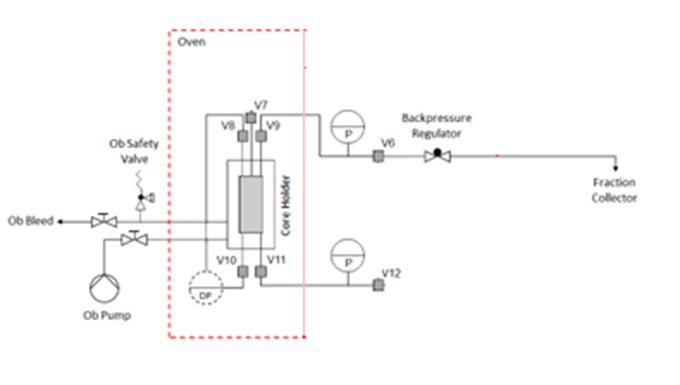 Oven
V7
V8
V9
P
V6
Backpressure
Regulator
Ob Safety
Valve
Core Holder
Fraction
Collector
Ob Bleed
V10
V11
P
V12
DP
Ob Pump